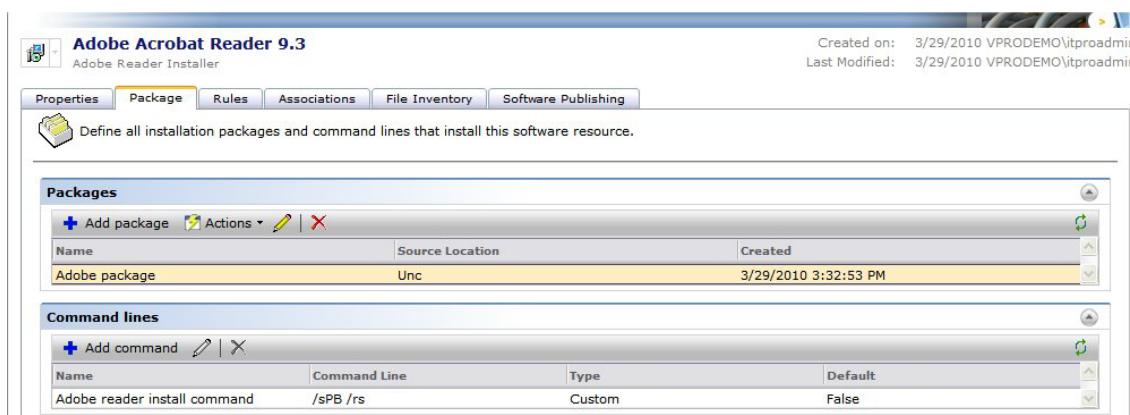 Adobe Acrobat Reader 9.3
Adobe Reader Installer
Created on: 3/29/2010 VPRODEMO\itproadmi
Last Modified: 3/29/2010 VPRODEMO\itproadmi
Properties Package Rules Associations File Inventory Software Publishing
Define all installation packages and command lines that install this software resource.
Packages
Add package Actions
Name Source Location Created
Adobe package Unc 3/29/2010 3:32:53 PM
Command lines
Add command
Name Command Line Type Default
Adobe reader install command /sPB /rs Custom False